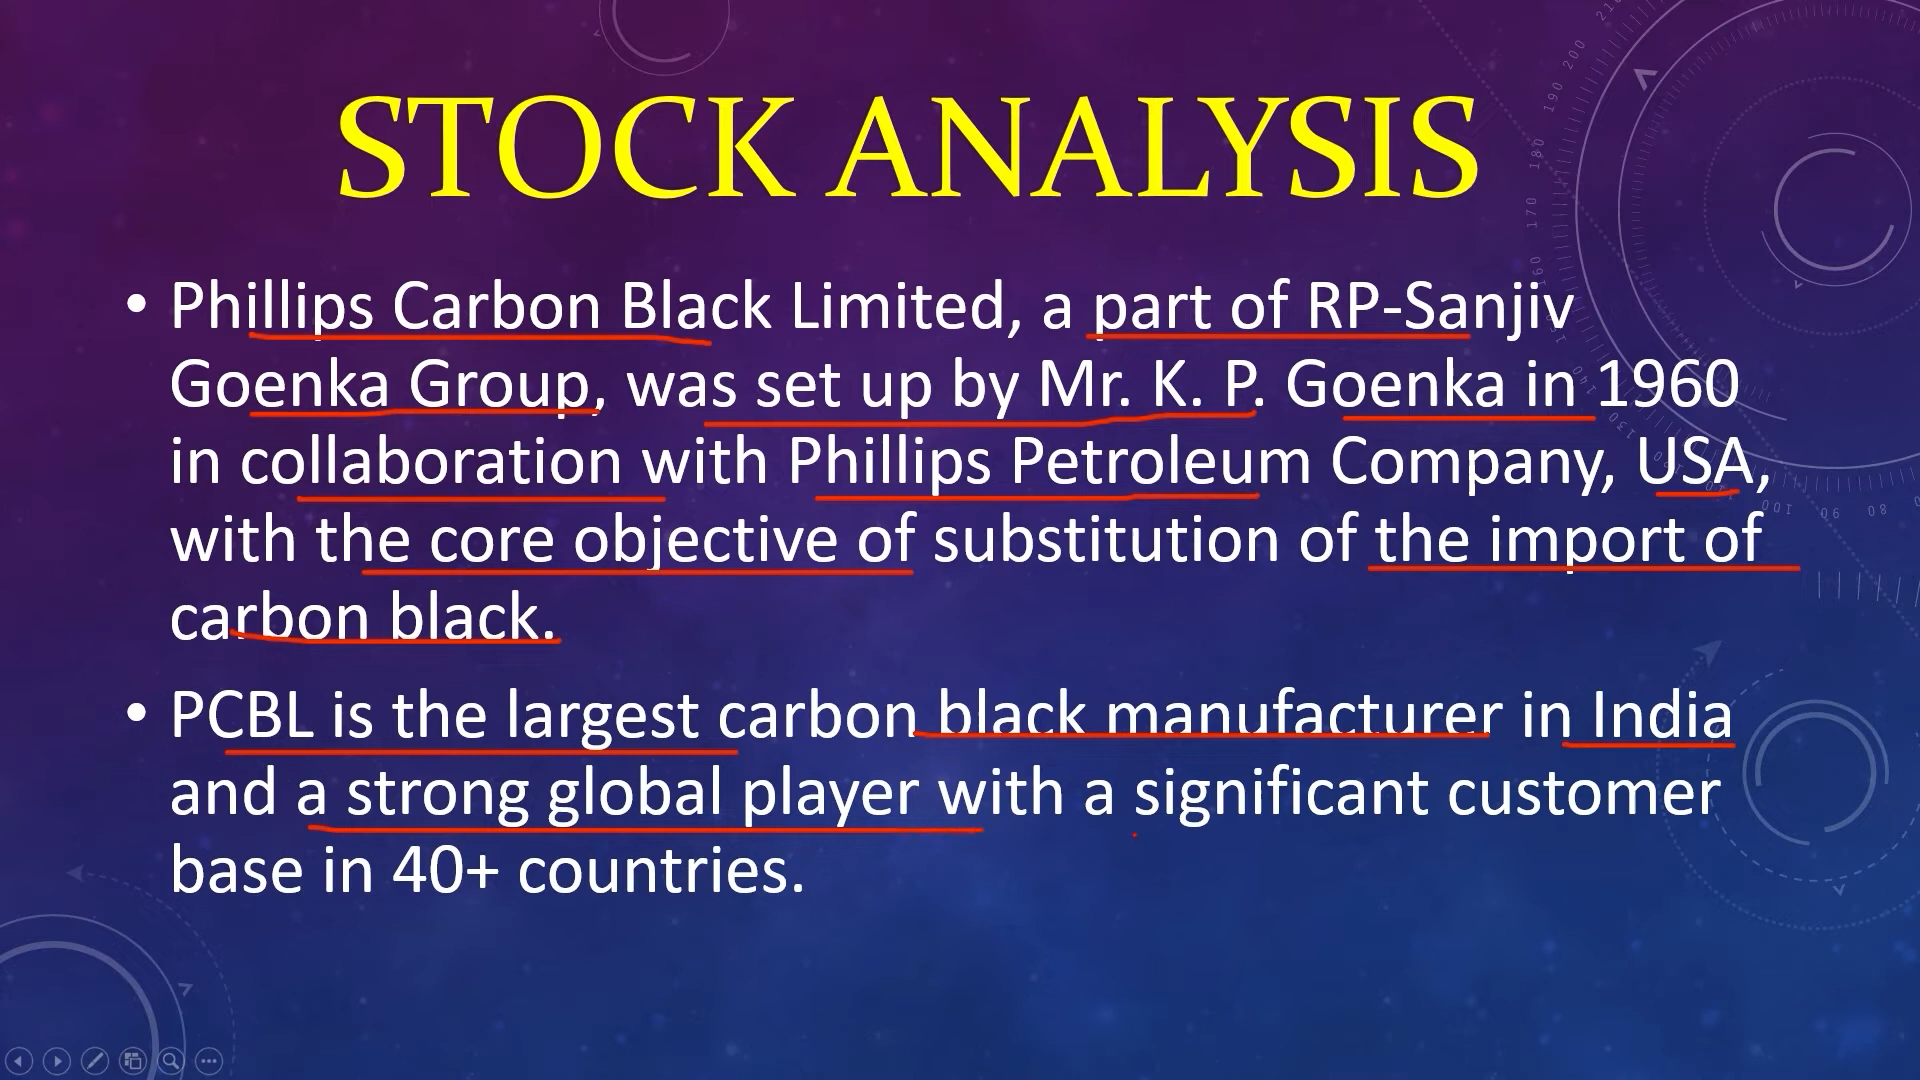 STOCK ANALYSIS
• Phillips Carbon Black Limited, a part of RP-Sanjiv
Goenka Group, was set up by Mr. K. P. Goenka in 1960
in collaboration with Phillips Petroleum Company, USA,
with the core objective of substitution of the import of
carbon black.
• PCBL is the largest carbon black manufacturer in India
and a strong global player with a significant customer
base in 40+ countries.